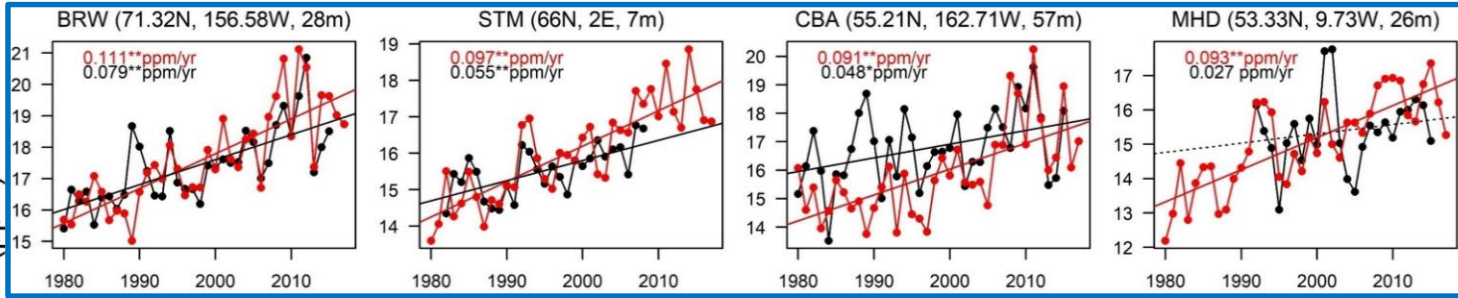 BRW (71.32N, 156.58W, 28m)
0.111**ppm/yr
0.079**ppm/yr
21
20
19
18
17
16
15
1980 1990 2000 2010
STM (66N, 2E, 7m)
0.097**ppm/yr
0.055**ppm/yr
19
18
17
16
15
14
1980 1990 2000 2010
CBA (55.21N, 162.71W, 57m)
0.091**ppm/yr
0.048*ppm/yr
20
19
18
17
16
15
14
1980 1990 2000 2010
MHD (53.33N, 9.73W, 26m)
0.093**ppm/yr
0.027 ppm/yr
17
16
15
14
13
12
1980 1990 2000 2010